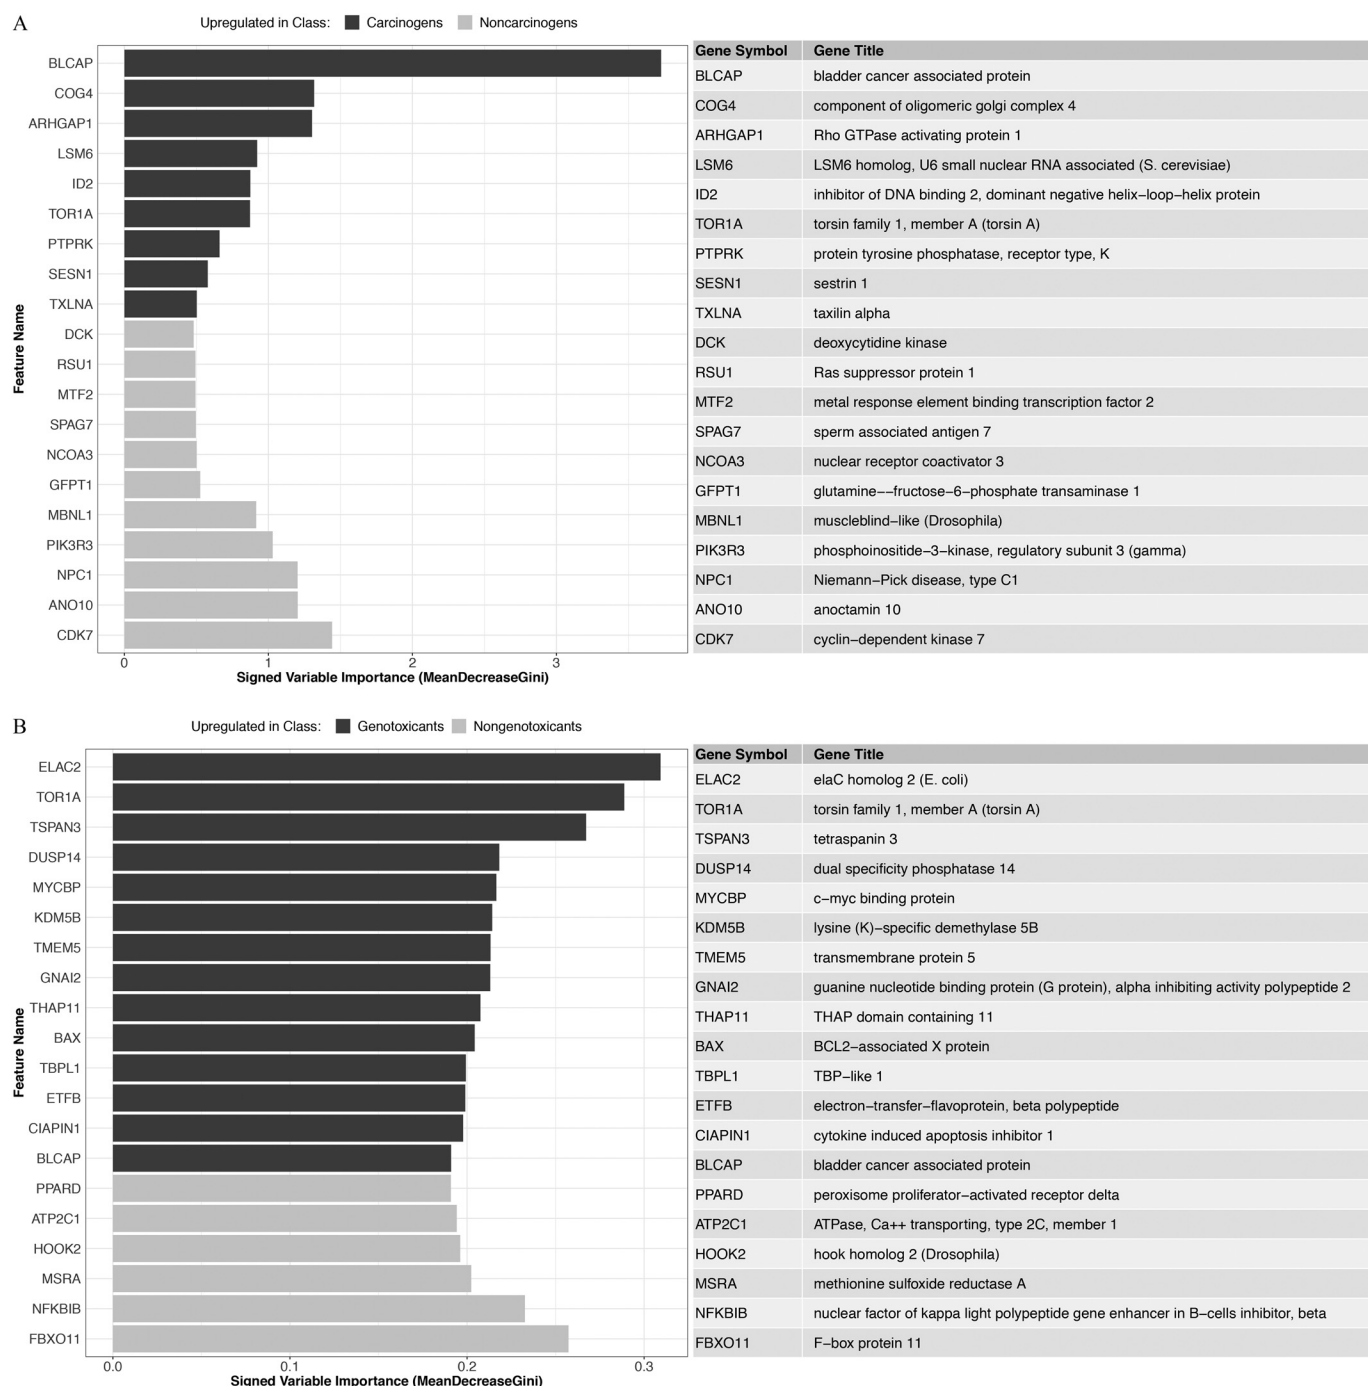 A
Upregulated in Class: Carcinogens Noncarcinogens
Feature Name
BLCAP
COG4
ARHGAP1
LSM6
ID2
TOR1A
PTPRK
SESN1
TXLNA
DCK
RSU1
MTF2
SPAG7
NCOA3
GFPT1
MBNL1
PIK3R3
NPC1
ANO10
CDK7
0 1 2 3
Signed Variable Importance (MeanDecreaseGini)
Gene Symbol Gene Title
BLCAP bladder cancer associated protein
COG4 component of oligomeric golgi complex 4
ARHGAP1 Rho GTPase activating protein 1
LSM6 LSM6 homolog, U6 small nuclear RNA associated (S. cerevisiae)
ID2 inhibitor of DNA binding 2, dominant negative helix−loop−helix protein
TOR1A torsin family 1, member A (torsin A)
PTPRK protein tyrosine phosphatase, receptor type, K
SESN1 sestrin 1
TXLNA taxilin alpha
DCK deoxycytidine kinase
RSU1 Ras suppressor protein 1
MTF2 metal response element binding transcription factor 2
SPAG7 sperm associated antigen 7
NCOA3 nuclear receptor coactivator 3
GFPT1 glutamine−−fructose−6−phosphate transaminase 1
MBNL1 muscleblind−like (Drosophila)
PIK3R3 phosphoinositide−3−kinase, regulatory subunit 3 (gamma)
NPC1 Niemann−Pick disease, type C1
ANO10 anoctamin 10
CDK7 cyclin−dependent kinase 7
B
Upregulated in Class: Genotoxicants Nongenotoxicants
Feature Name
ELAC2
TOR1A
TSPAN3
DUSP14
MYCBP
KDM5B
TMEM5
GNAI2
THAP11
BAX
TBPL1
ETFB
CIAPIN1
BLCAP
PPARD
ATP2C1
HOOK2
MSRA
NFKBIB
FBXO11
0.0 0.1 0.2 0.3
Signed Variable Importance (MeanDecreaseGini)
Gene Symbol Gene Title
ELAC2 elaC homolog 2 (E. coli)
TOR1A torsin family 1, member A (torsin A)
TSPAN3 tetraspanin 3
DUSP14 dual specificity phosphatase 14
MYCBP c−myc binding protein
KDM5B lysine (K)−specific demethylase 5B
TMEM5 transmembrane protein 5
GNAI2 guanine nucleotide binding protein (G protein), alpha inhibiting activity polypeptide 2
THAP11 THAP domain containing 11
BAX BCL2−associated X protein
TBPL1 TBP−like 1
ETFB electron−transfer−flavoprotein, beta polypeptide
CIAPIN1 cytokine induced apoptosis inhibitor 1
BLCAP bladder cancer associated protein
PPARD peroxisome proliferator−activated receptor delta
ATP2C1 ATPase, Ca++ transporting, type 2C, member 1
HOOK2 hook homolog 2 (Drosophila)
MSRA methionine sulfoxide reductase A
NFKBIB nuclear factor of kappa light polypeptide gene enhancer in B−cells inhibitor, beta
FBXO11 F−box protein 11